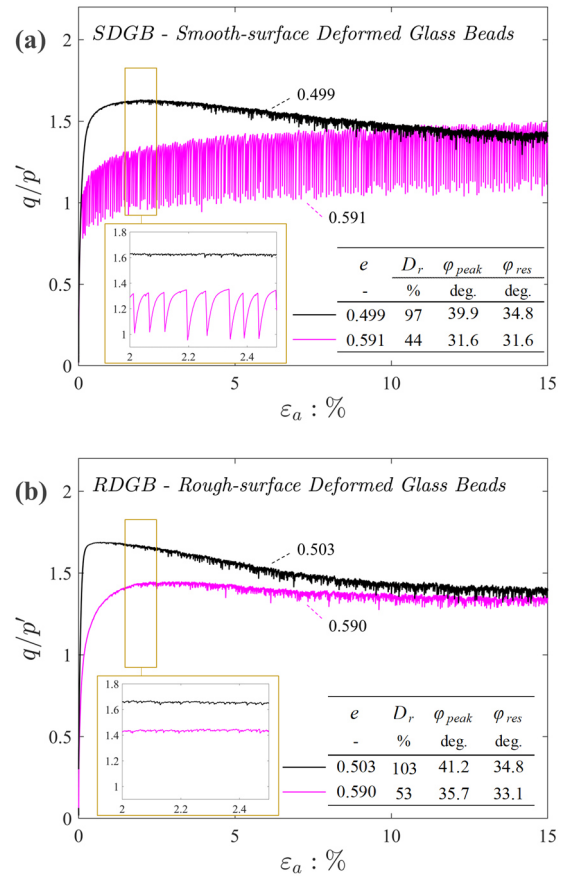 (a)
SDGB - Smooth-surface Deformed Glass Beads
2
1.5
1
0.5
0
q/p′
0.499
0.591
1.8
1.6
1.4
1.2
1
2 2.2 2.4
e D_r φ_peak φ_res
- % deg. deg.
0.499 97 39.9 34.8
0.591 44 31.6 31.6
0 5 10 15
ε_a : %
(b)
RDGB - Rough-surface Deformed Glass Beads
2
1.5
1
0.5
0
q/p′
0.503
0.590
1.8
1.6
1.4
1.2
1
2 2.2 2.4
e D_r φ_peak φ_res
- % deg. deg.
0.503 103 41.2 34.8
0.590 53 35.7 33.1
0 5 10 15
ε_a : %